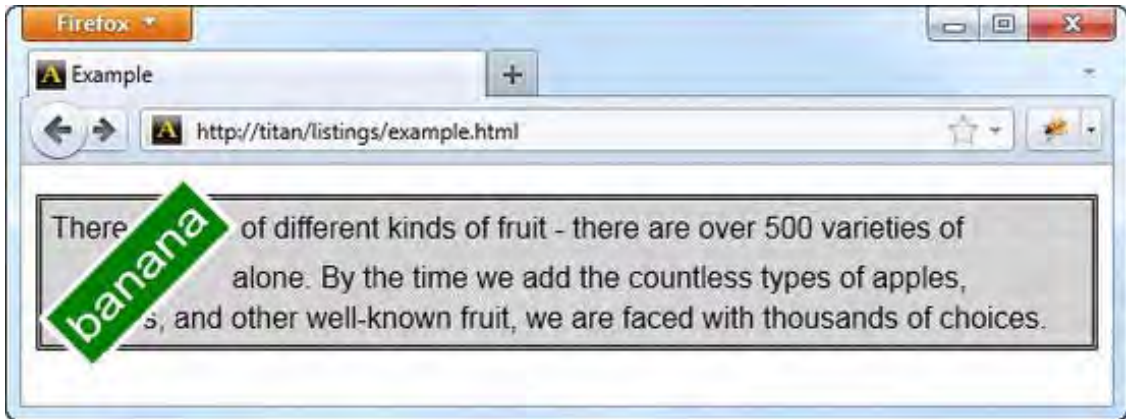 Firefox
Example
http://titan/listings/example.html
There of different kinds of fruit - there are over 500 varieties of
banana alone. By the time we add the countless types of apples,
s, and other well-known fruit, we are faced with thousands of choices.